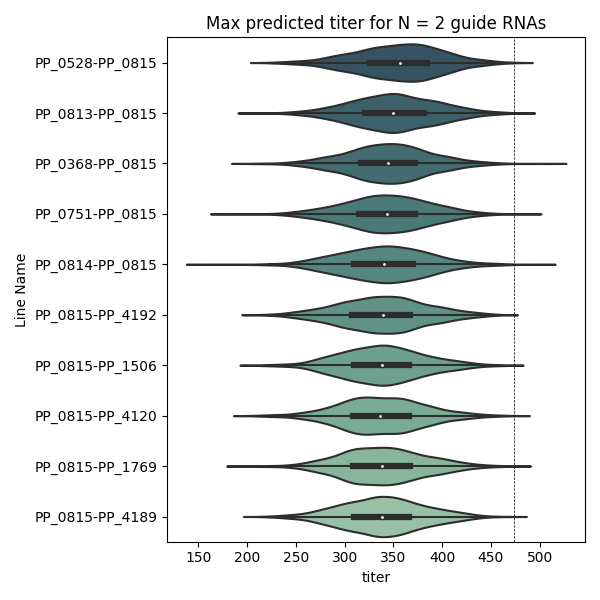 Max predicted titer for N = 2 guide RNAs
PP_0528-PP_0815
PP_0813-PP_0815
PP_0368-PP_0815
PP_0751-PP_0815
PP_0814-PP_0815
PP_0815-PP_4192
PP_0815-PP_1506
PP_0815-PP_4120
PP_0815-PP_1769
PP_0815-PP_4189
Line Name
150 200 250 300 350 400 450 500
titer